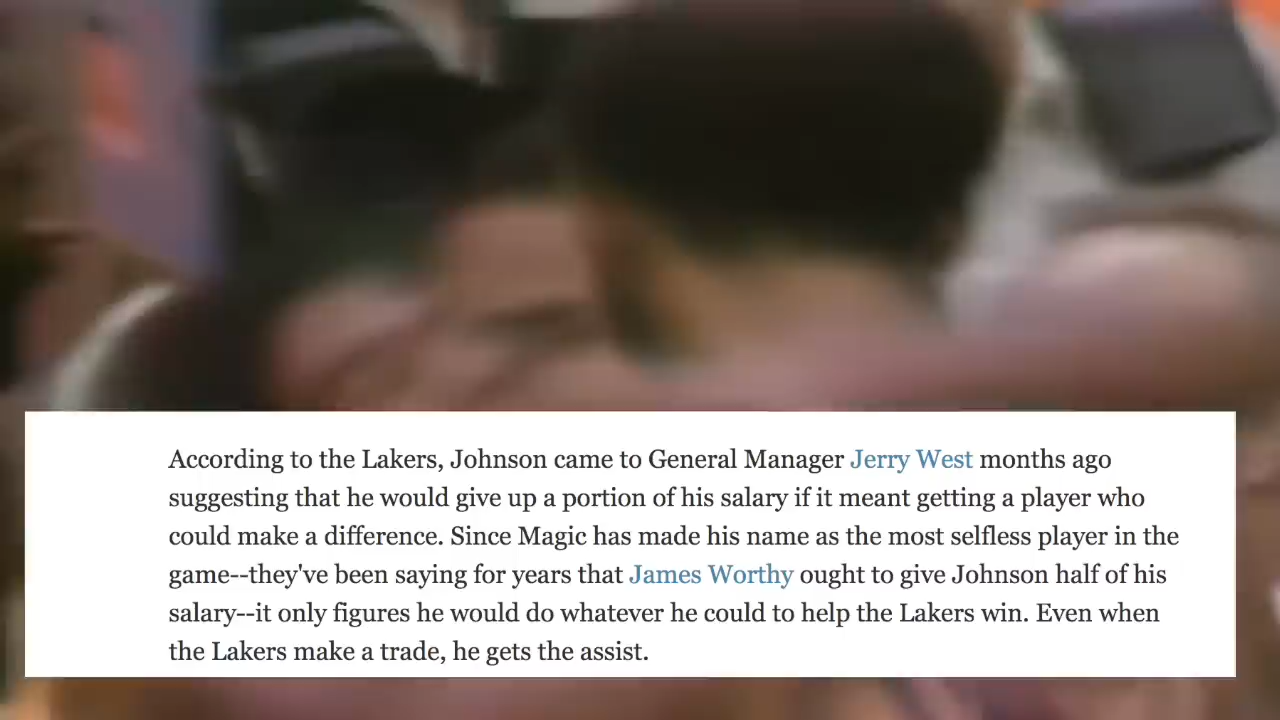 According to the Lakers, Johnson came to General Manager Jerry West months ago
suggesting that he would give up a portion of his salary if it meant getting a player who
could make a difference. Since Magic has made his name as the most selfless player in the
game--they've been saying for years that James Worthy ought to give Johnson half of his
salary--it only figures he would do whatever he could to help the Lakers win. Even when
the Lakers make a trade, he gets the assist.